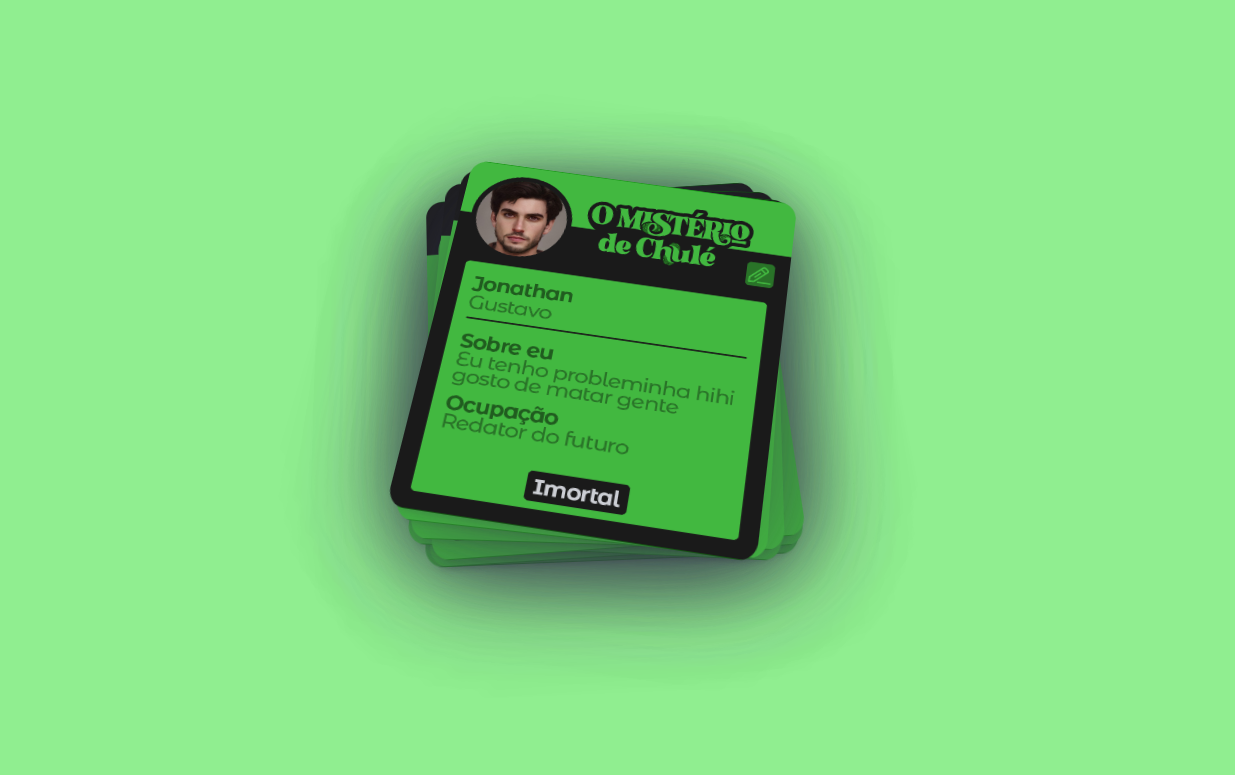 O MISTÉRIO
de Chulé
Jonathan
Gustavo
Sobre eu
Eu tenho probleminha hihi
gosto de matar gente
Ocupação
Redator do futuro
Imortal